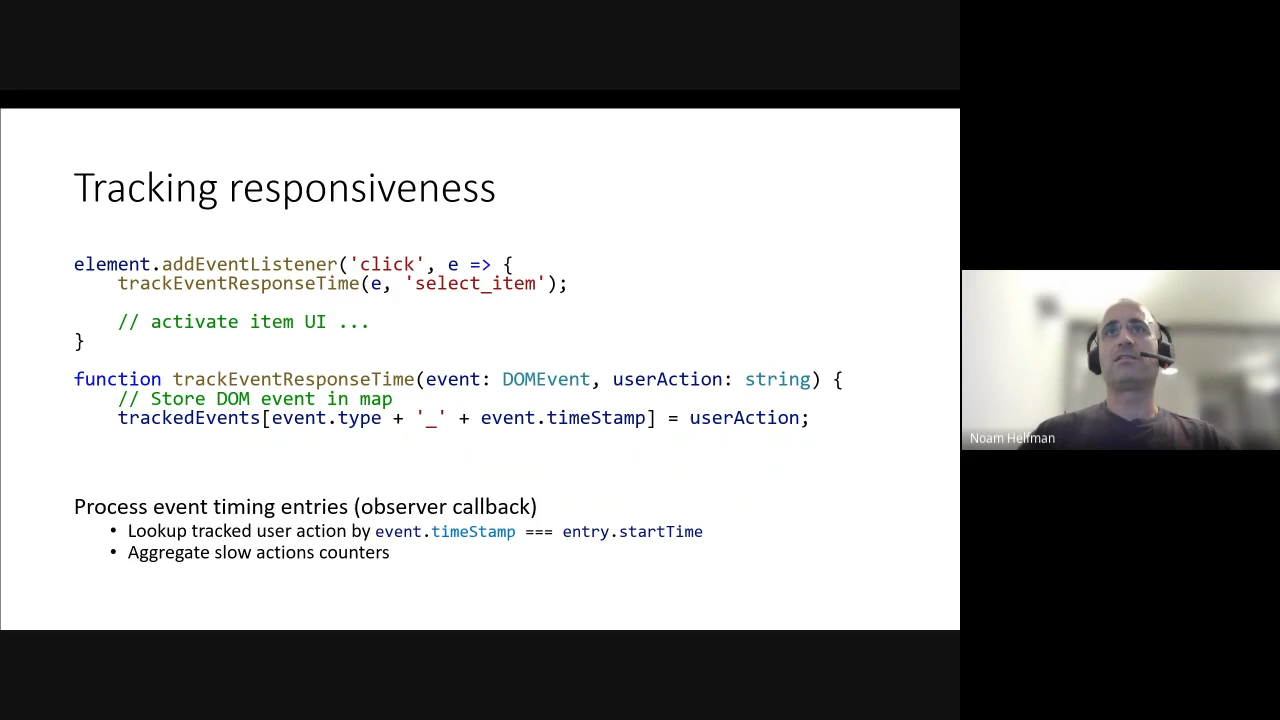 Tracking responsiveness
element.addEventListener('click', e => {
trackEventResponseTime(e, 'select_item');
// activate item UI ...
}
function trackEventResponseTime(event: DOMEvent, userAction: string) {
// Store DOM event in map
trackedEvents[event.type + '_' + event.timeStamp] = userAction;
Process event timing entries (observer callback)
• Lookup tracked user action by event.timeStamp === entry.startTime
• Aggregate slow actions counters
Noam Helfman